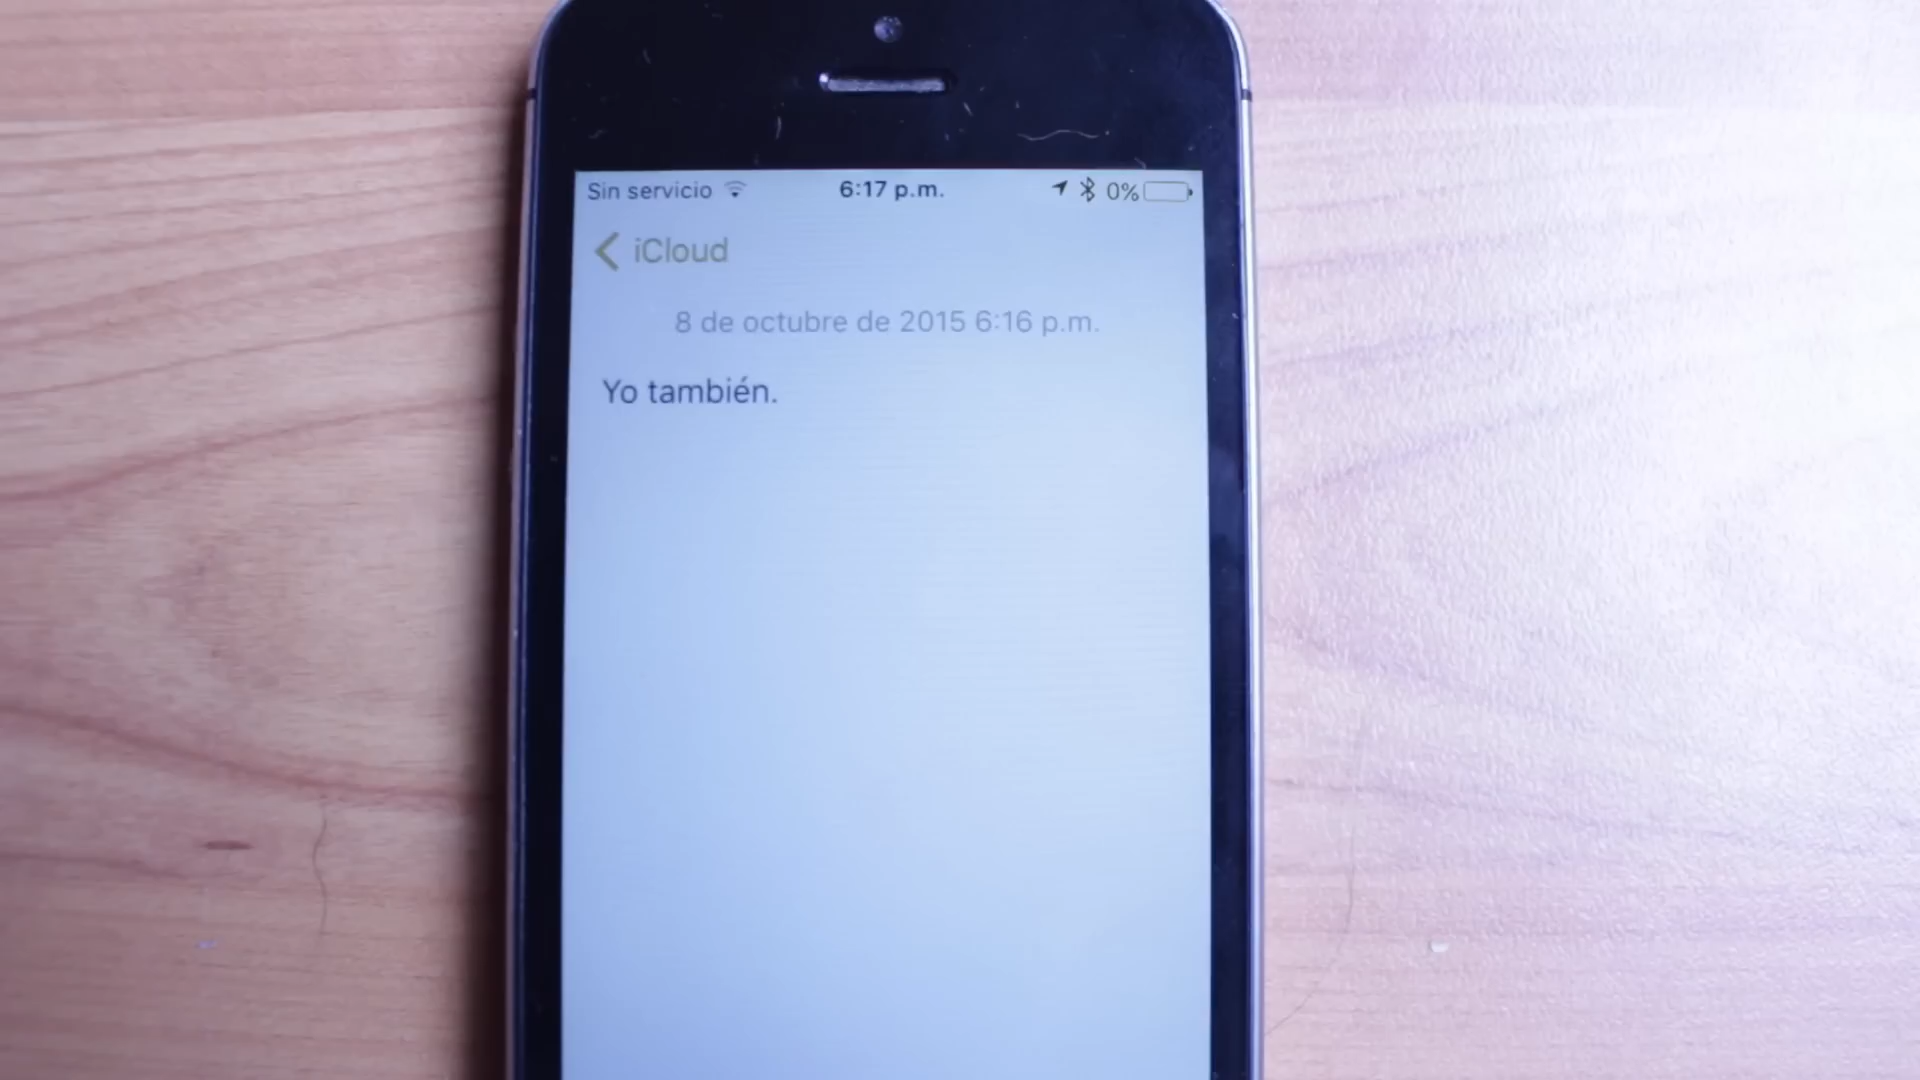 Sin servicio 6:17 p.m. 0%
iCloud
8 de octubre de 2015 6:16 p.m.
Yo también.